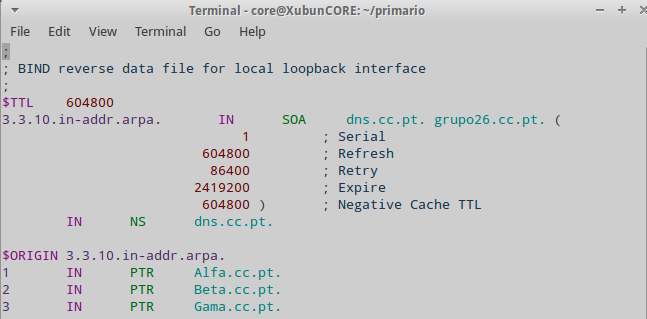 Terminal - core@XubunCORE: ~/primario
File Edit View Terminal Go Help
;
; BIND reverse data file for local loopback interface
;
$TTL 604800
3.3.10.in-addr.arpa. IN SOA dns.cc.pt. grupo26.cc.pt. (
1 ; Serial
604800 ; Refresh
86400 ; Retry
2419200 ; Expire
604800 ) ; Negative Cache TTL
IN NS dns.cc.pt.
$ORIGIN 3.3.10.in-addr.arpa.
1 IN PTR Alfa.cc.pt.
2 IN PTR Beta.cc.pt.
3 IN PTR Gama.cc.pt.